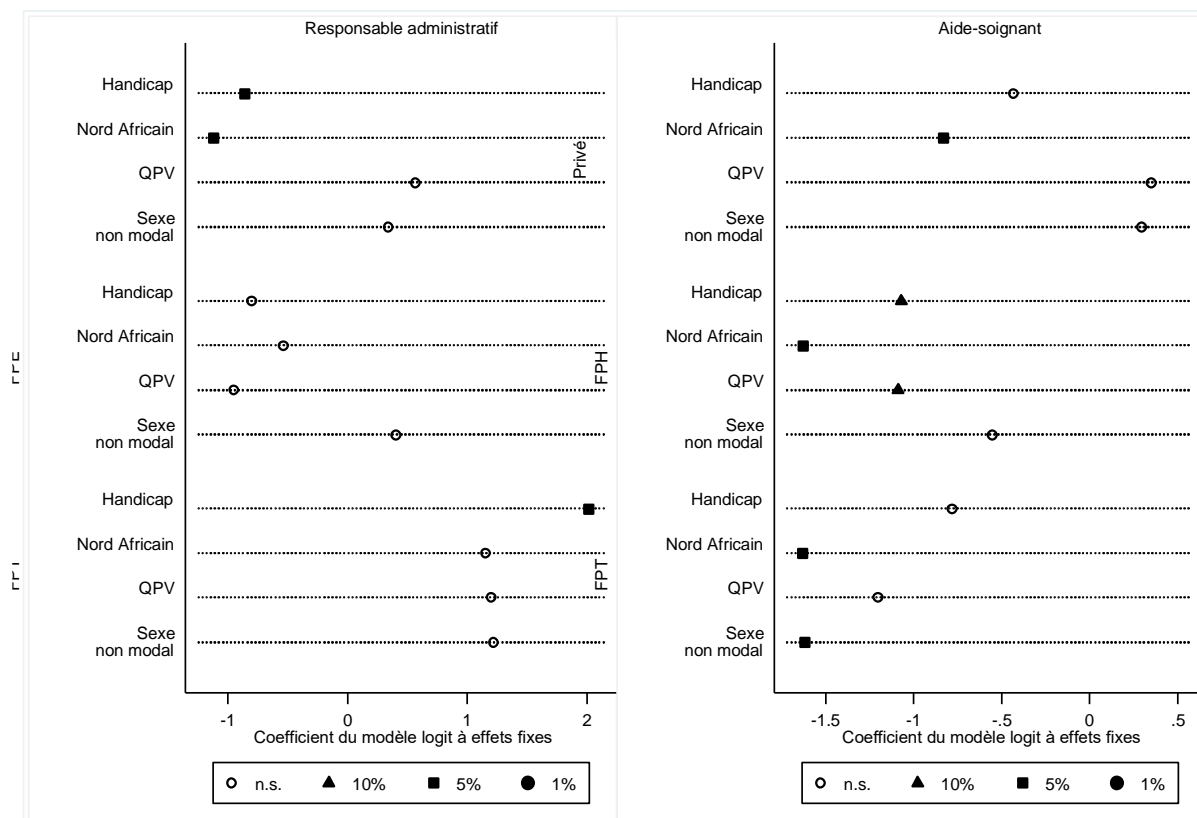 Responsable administratif
Handicap
Nord Africain
QPV
Sexe
non modal
Handicap
Nord Africain
QPV
Sexe
non modal
Handicap
Nord Africain
QPV
Sexe
non modal
-1 0 1 2
Coefficient du modèle logit à effets fixes
n.s. 10% 5% 1%
Aide-soignant
Privé
Handicap
Nord Africain
QPV
Sexe
non modal
FPH
Handicap
Nord Africain
QPV
Sexe
non modal
FPT
Handicap
Nord Africain
QPV
Sexe
non modal
-1.5 -1 -.5 0 .5
Coefficient du modèle logit à effets fixes
n.s. 10% 5% 1%